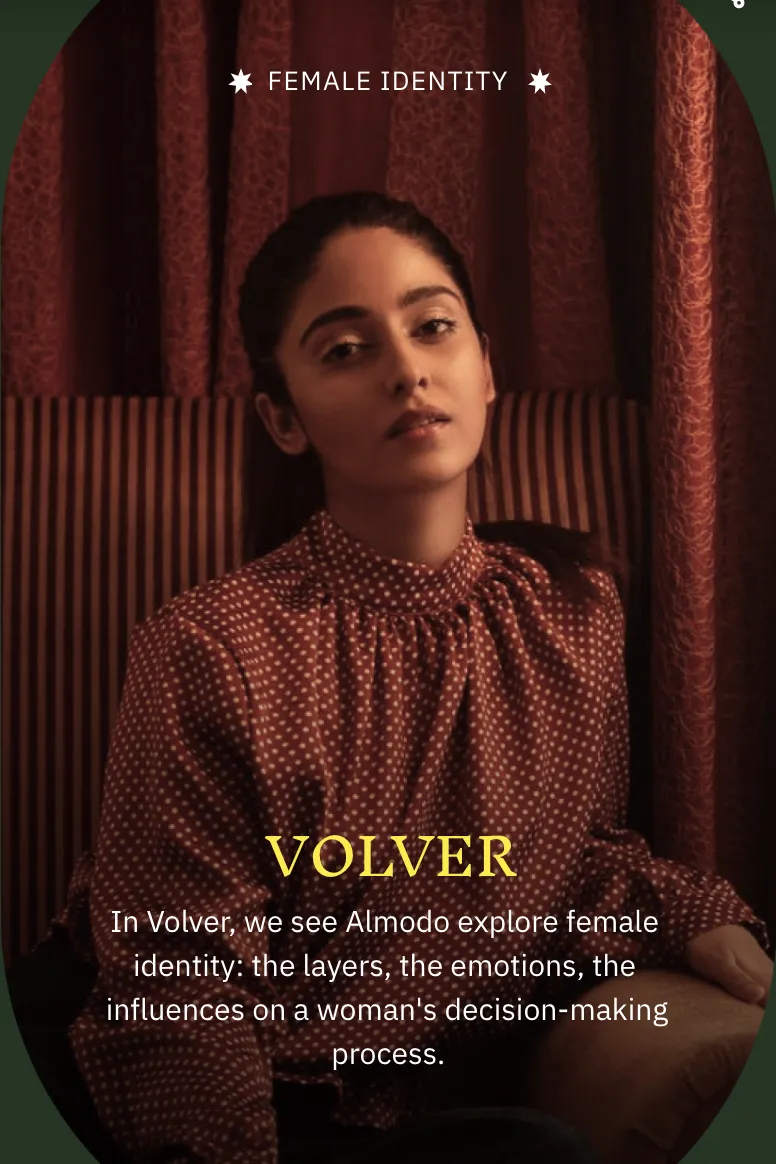 FEMALE IDENTITY
VOLVER
In Volver, we see Almodo explore female
identity: the layers, the emotions, the
influences on a woman's decision-making
process.